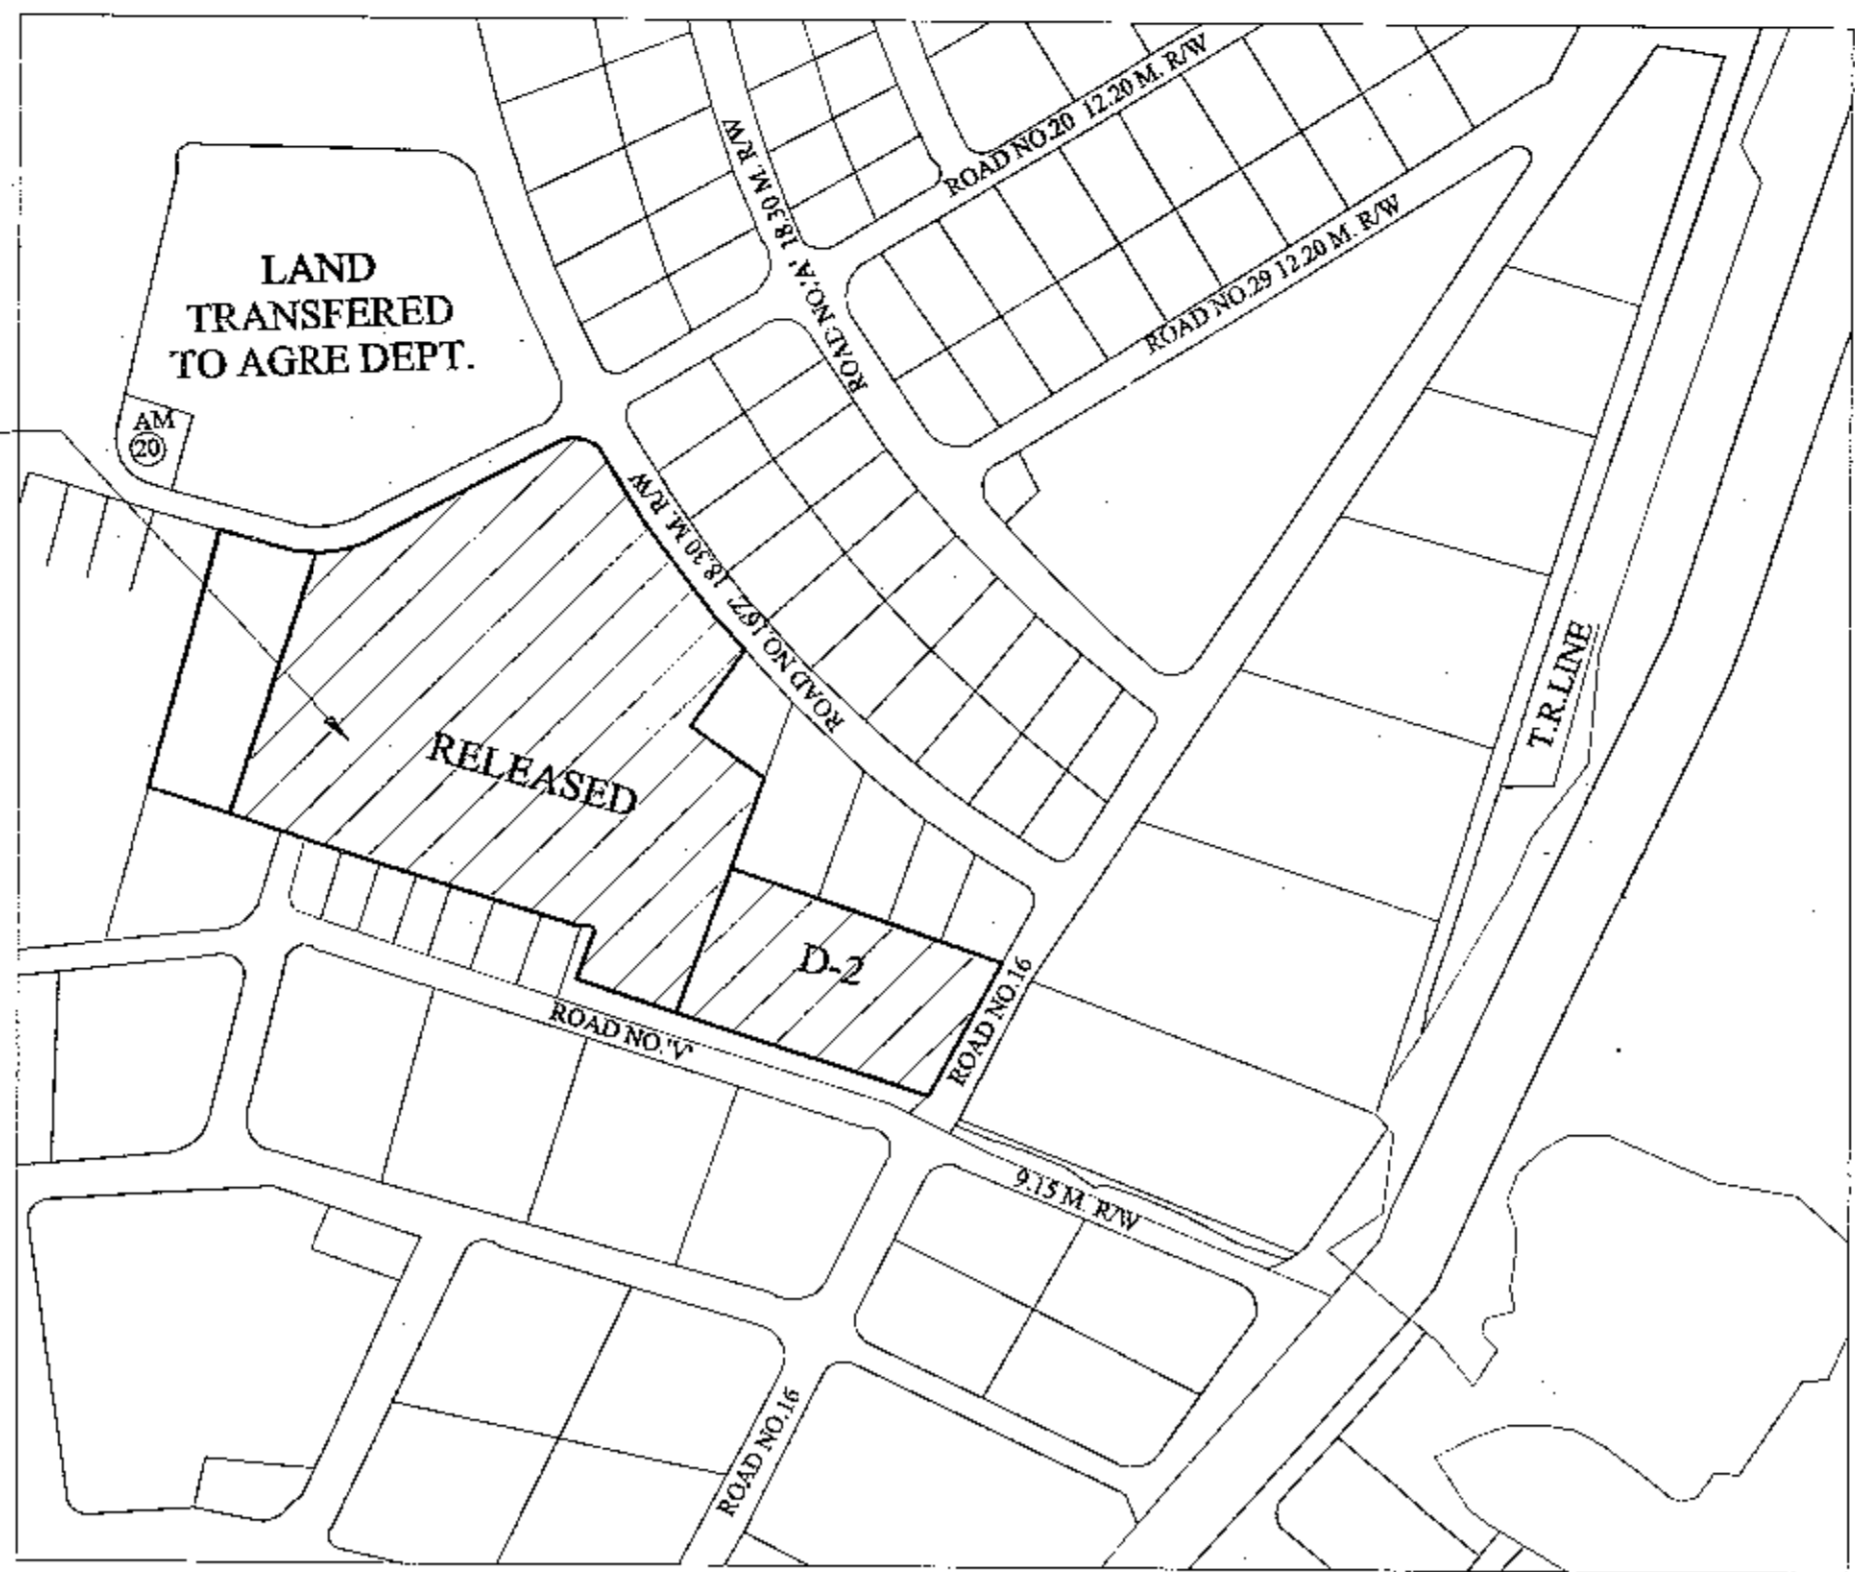 ROAD NO.20 12.20 M. R/W
ROAD NO.'A' 18.30 M. R/W
ROAD NO.29 12.20 M. R/W
LAND
TRANSFERED
TO AGRE DEPT.
AM
20
ROAD NO.16'Z' 18.30 M. R/W
T.R.LINE
RELEASED
D-2
ROAD NO.16
ROAD NO.'V'
9.15 M. R/W
ROAD NO.16